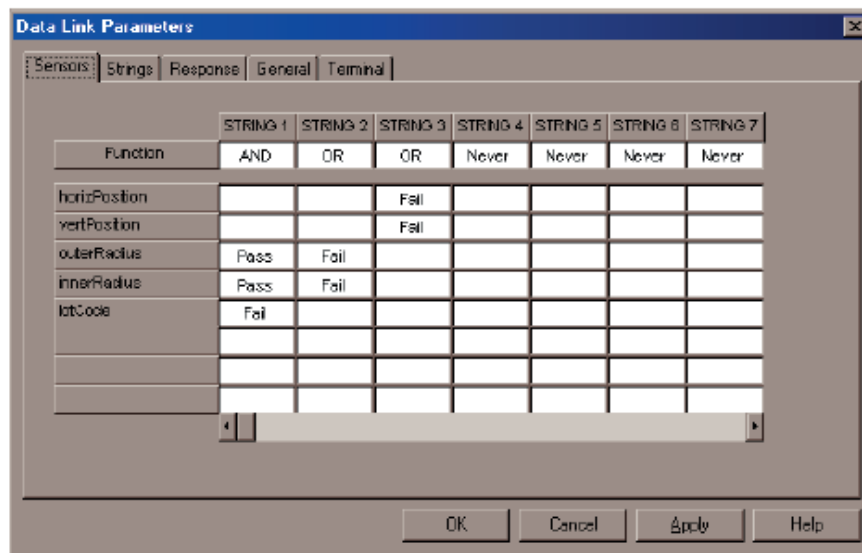 Data Link Parameters
Sensors Strings Response General Terminal
STRING 1 STRING 2 STRING 3 STRING 4 STRING 5 STRING 6 STRING 7
Function AND OR OR Never Never Never Never
horizPosition Fail
vertPosition Fail
outerRadius Pass Fail
innerRadius Pass Fail
lotCode Fail
OK Cancel Apply Help